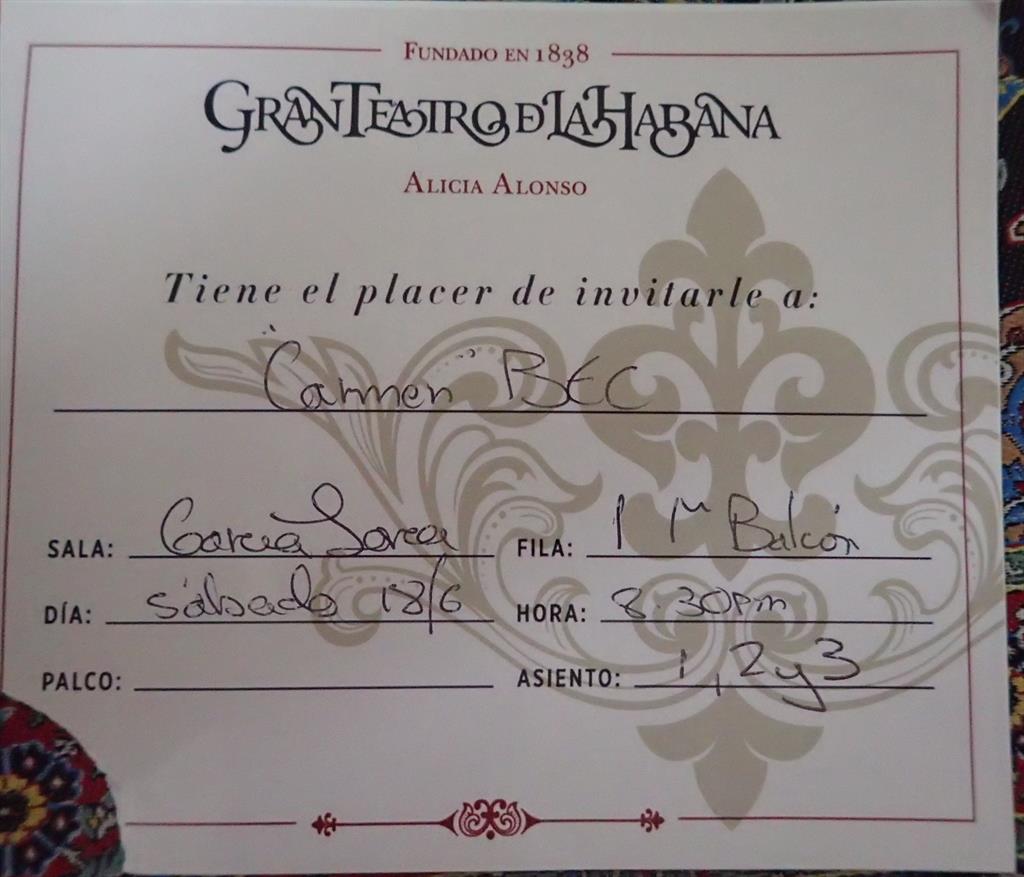 FUNDADO EN 1838
GRAN TEATRO DE LA HABANA
ALICIA ALONSO
Tiene el placer de invitarle a:
"Carmen" BEC
SALA: García Lorca FILA: 1 1er Balcón
DÍA: sábado 18/6 HORA: 8:30pm
PALCO: ASIENTO: 1, 2 y 3